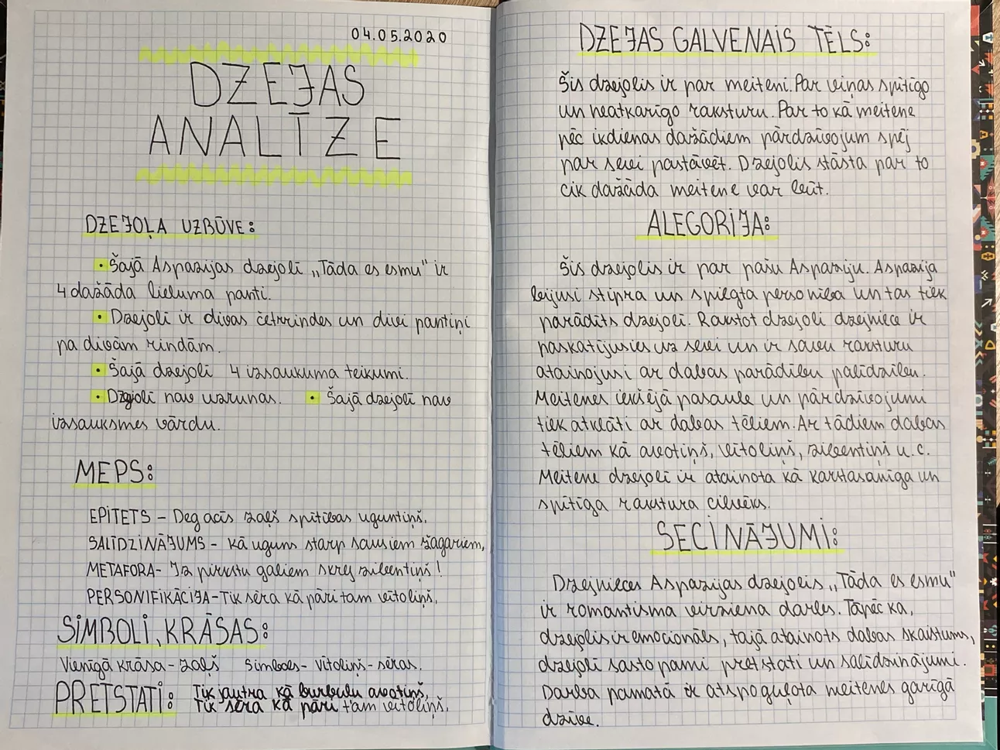 04.05.2020
DZEJAS
ANALĪZE
DZEJOĻA UZBŪVE:
• Šajā Aspazijas dzejolī „Tāda es esmu" ir
4 dažāda lieluma panti.
• Dzejolī ir divas četrrindes un divi pantiņi
pa divām rindām.
• Šajā dzejolī 4 izsaukuma teikumi.
• Dzejolī nav uzrunas. • Šajā dzejolī nav
izsauksmes vārdu.
MEPS:
EPITETS – Deg acīs zaļš spītības uguntiņš.
SALĪDZINĀJUMS – kā uguns starp sausiem žagariem,
METAFORA – Iz pirkstu galiem skrej zibentiņš!
PERSONIFIKĀCIJA – Tik sēra kā pāri tam vītoliņš,
SIMBOLI, KRĀSAS:
Vienīgā krāsa – zaļš Simbols – vītoliņš – sēras.
PRETSTATI: Tik jautra kā burbuļu avotiņš,
Tik sēra kā pāri tam vītoliņš.
DZEJAS GALVENAIS TĒLS:
Šis dzejolis ir par meiteni. Par viņas spītīgo
un neatkarīgo raksturu. Par to kā meitene
pēc ikdienas dažādiem pārdzīvojum spēj
par sevi pastāvēt. Dzejolis stāsta par to
cik dažāda meitene var būt.
ALEGORIJA:
Šis dzejolis ir par pašu Aspaziju. Aspazija
bijusi stipra un spilgta personība un tas tiek
parādīts dzejolī. Rakstot dzejoli dzejniece ir
paskatījusies uz sevi un ir savu raksturu
atainojusi ar dabas parādību palīdzību.
Meitenes iekšējā pasaule un pārdzīvojumi
tiek atklāti ar dabas tēliem. Ar tādiem dabas
tēliem kā avotiņš, vītoliņš, zibentiņš u.c.
Meitene dzejolī ir atainota kā karstasinīga un
spītīga rakstura cilvēks.
SECINĀJUMI:
Dzejnieces Aspazijas dzejolis „Tāda es esmu"
ir romantisma virziena darbs. Tāpēc ka,
dzejolis ir emocionāls, tajā atainots dabas skaistums,
dzejolī sastopami pretstati un salīdzinājumi.
Darba pamatā ir atspoguļota meitenes garīgā
dzīve.